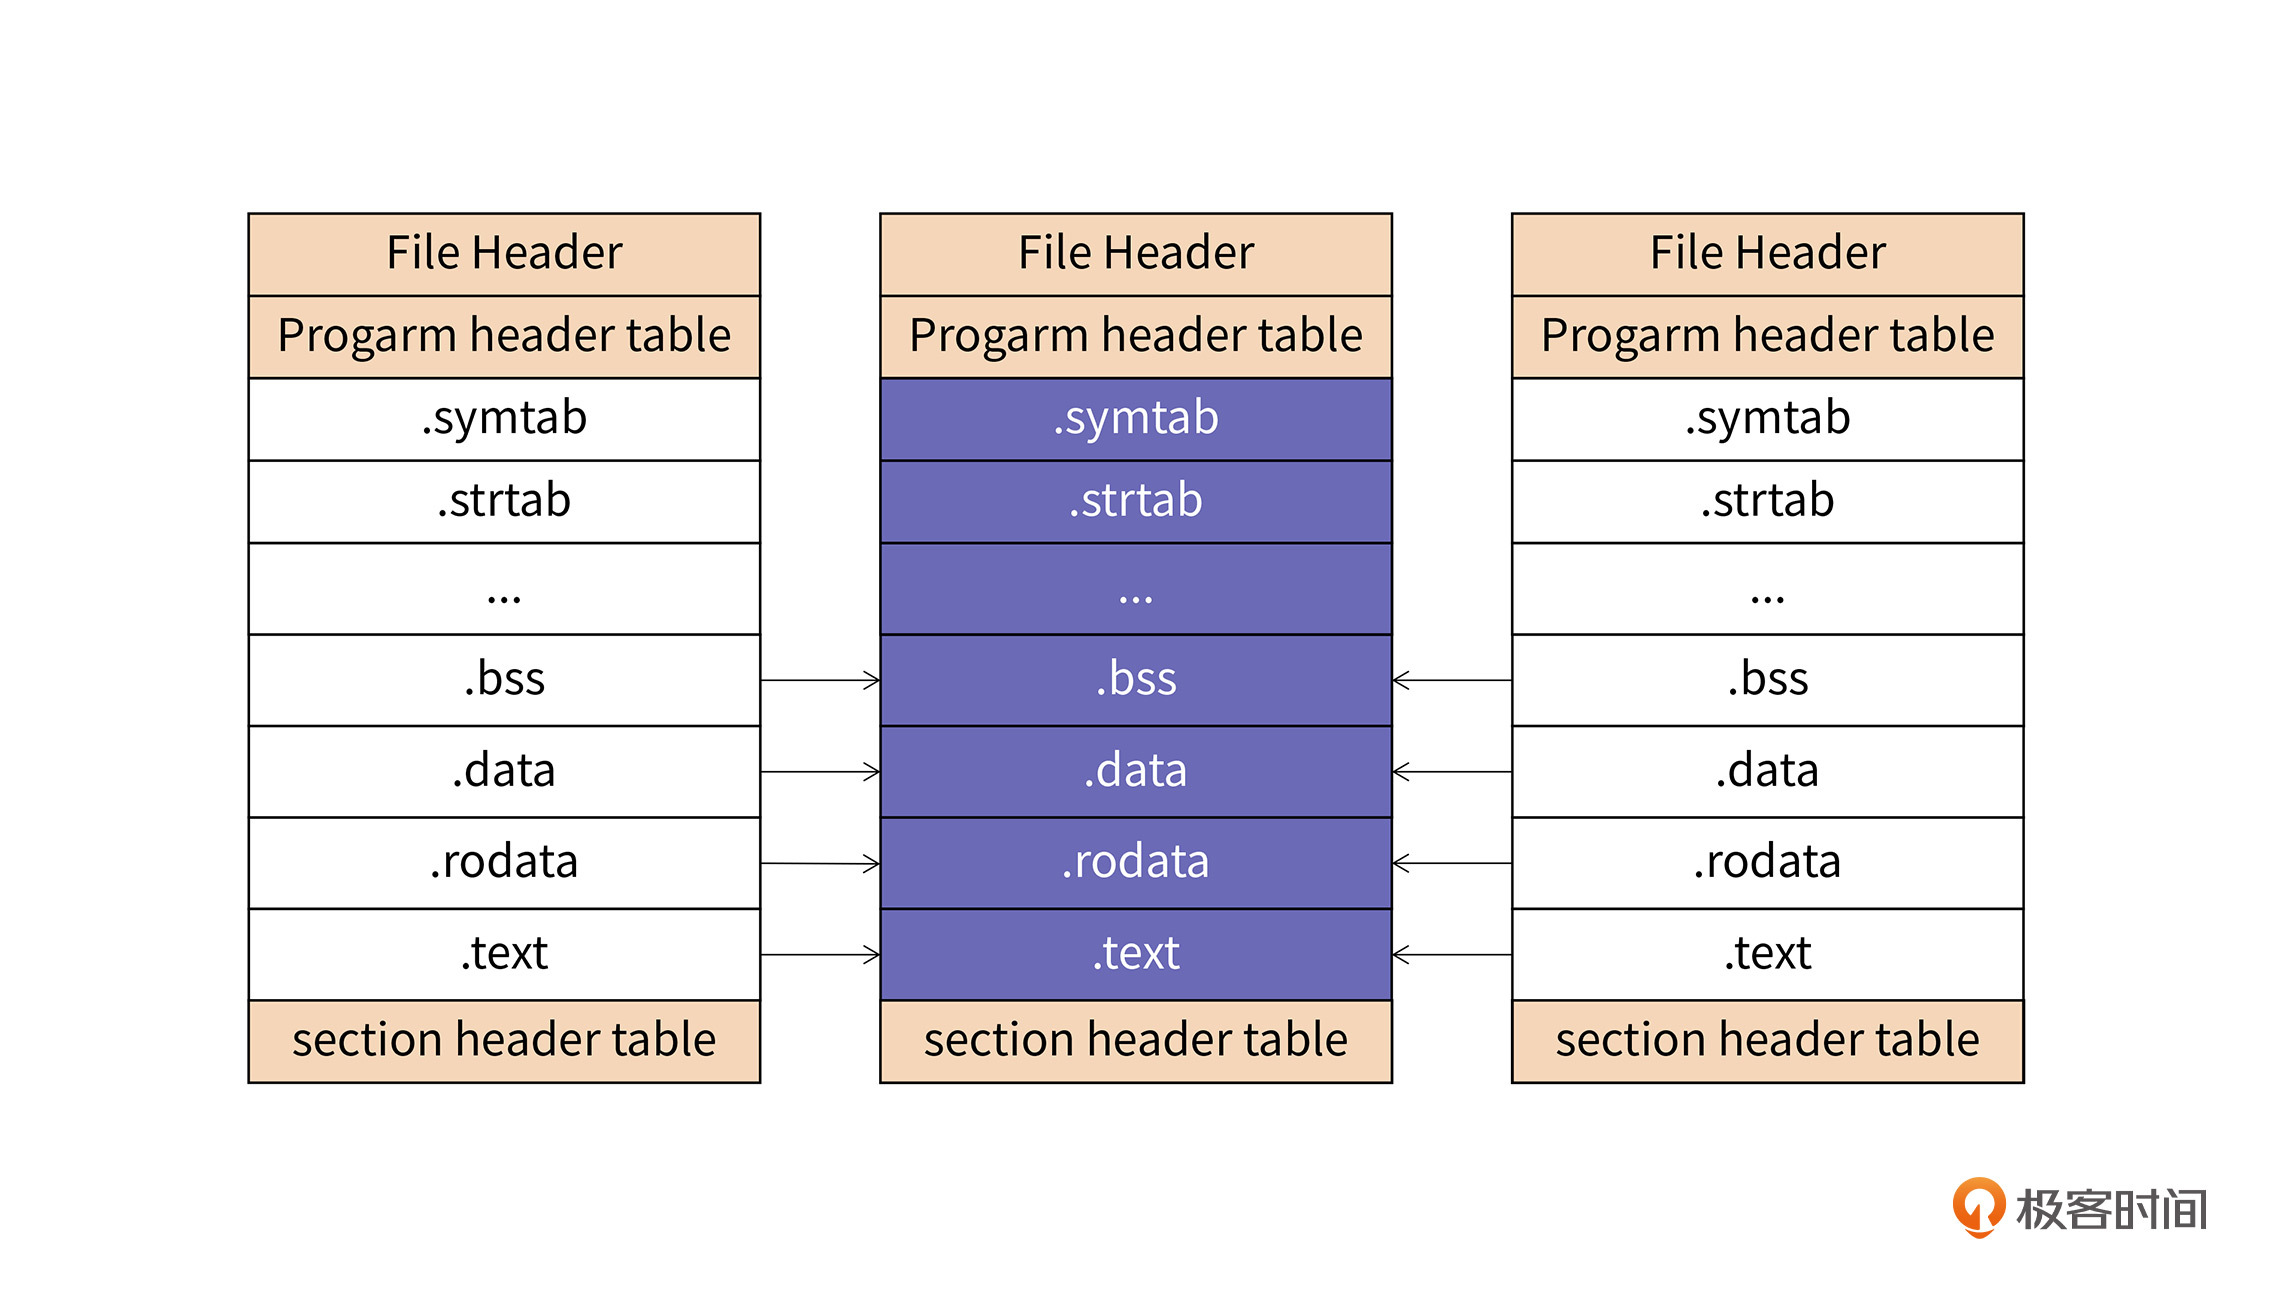 File Header
Progarm header table
.symtab
.strtab
...
.bss
.data
.rodata
.text
section header table
File Header
Progarm header table
.symtab
.strtab
...
.bss
.data
.rodata
.text
section header table
File Header
Progarm header table
.symtab
.strtab
...
.bss
.data
.rodata
.text
section header table
极客时间